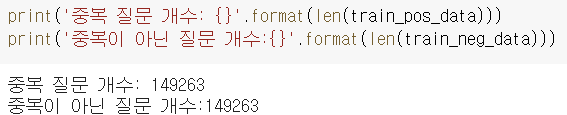 print('중복 질문 개수: {}'.format(len(train_pos_data)))
print('중복이 아닌 질문 개수:{}'.format(len(train_neg_data)))
중복 질문 개수: 149263
중복이 아닌 질문 개수:149263